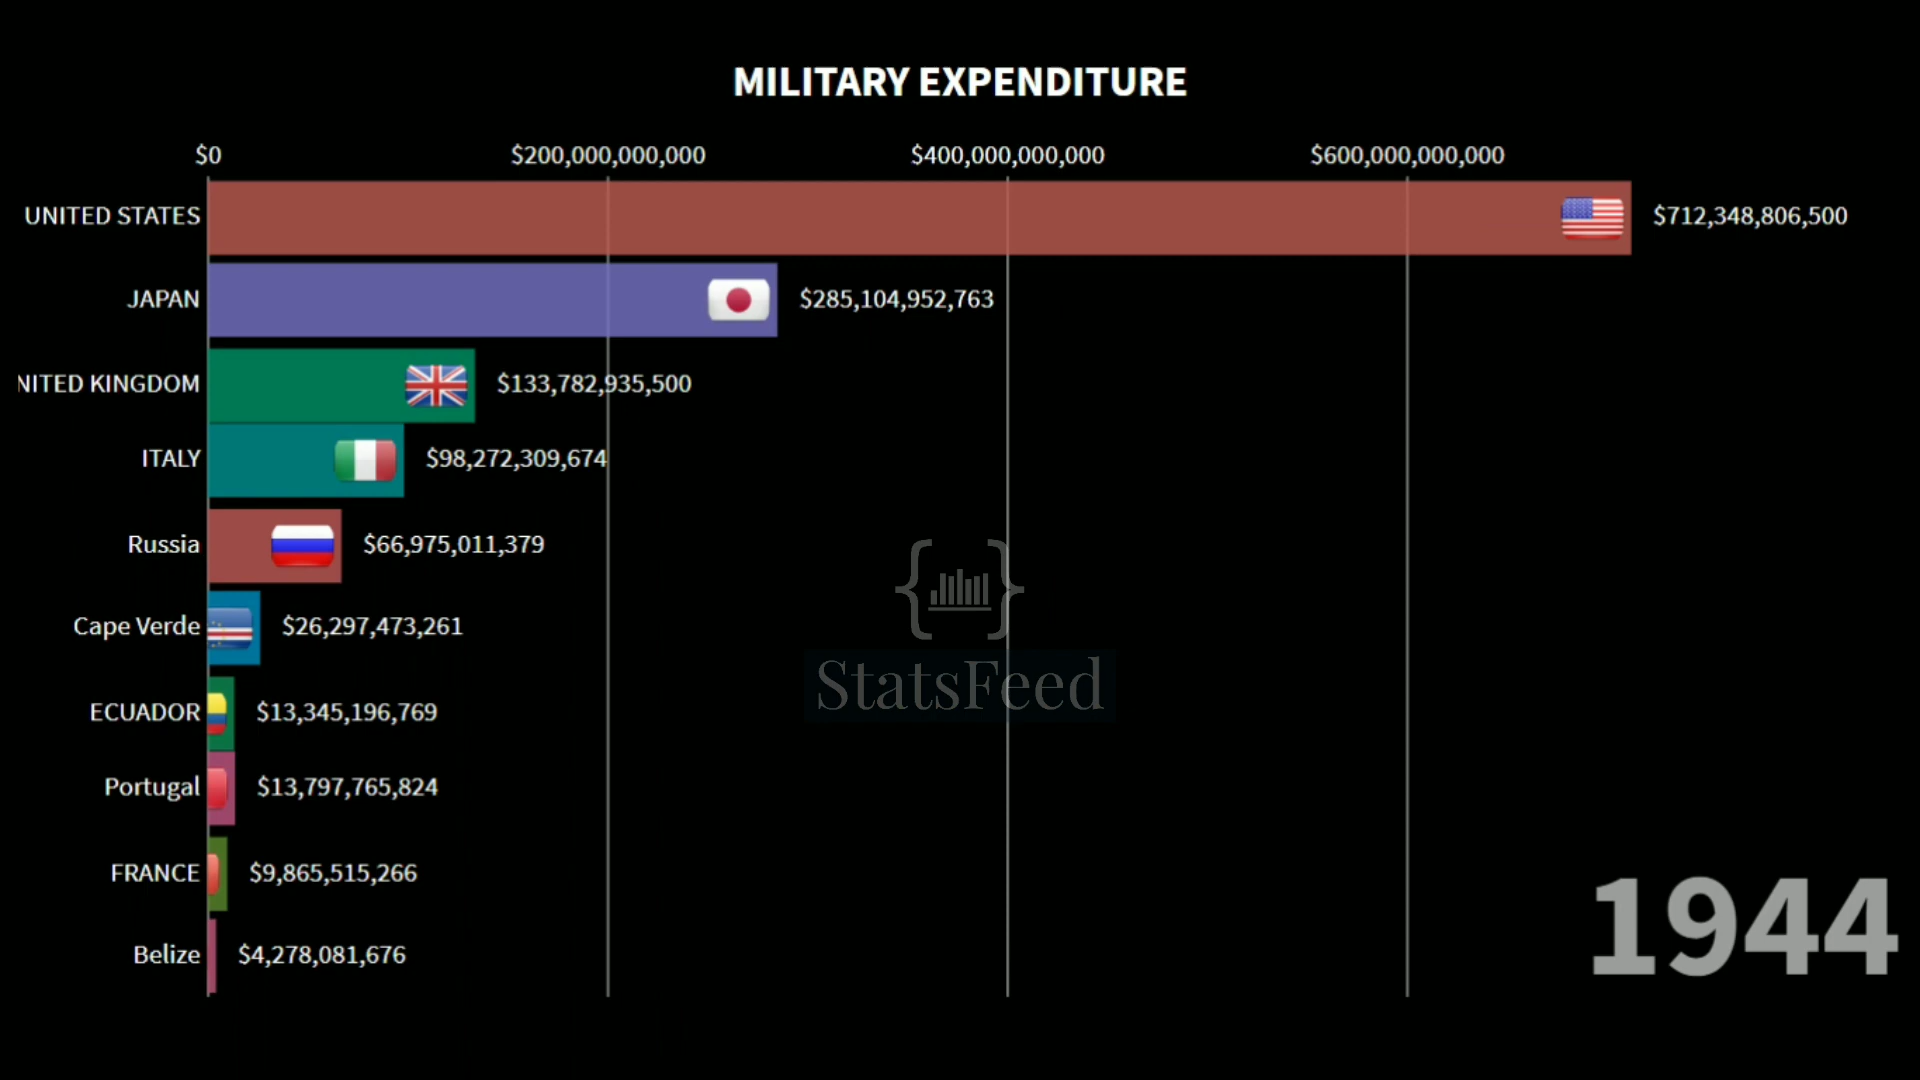 MILITARY EXPENDITURE
$0 $200,000,000,000 $400,000,000,000 $600,000,000,000
UNITED STATES $712,348,806,500
JAPAN $285,104,952,763
NITED KINGDOM $133,782,935,500
ITALY $98,272,309,674
Russia $66,975,011,379
Cape Verde $26,297,473,261
StatsFeed
ECUADOR $13,345,196,769
Portugal $13,797,765,824
FRANCE $9,865,515,266
Belize $4,278,081,676
1944